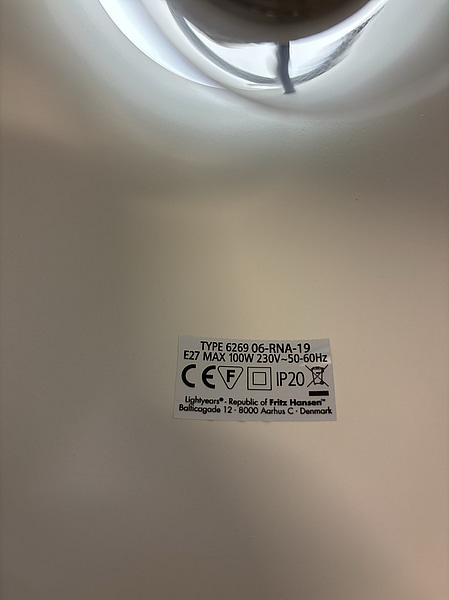 TYPE 6269 06-RNA-19
E27 MAX 100W 230V~50-60Hz
CE F IP20
Lightyears® - Republic of Fritz Hansen™
Balticagade 12 · 8000 Aarhus C · Denmark